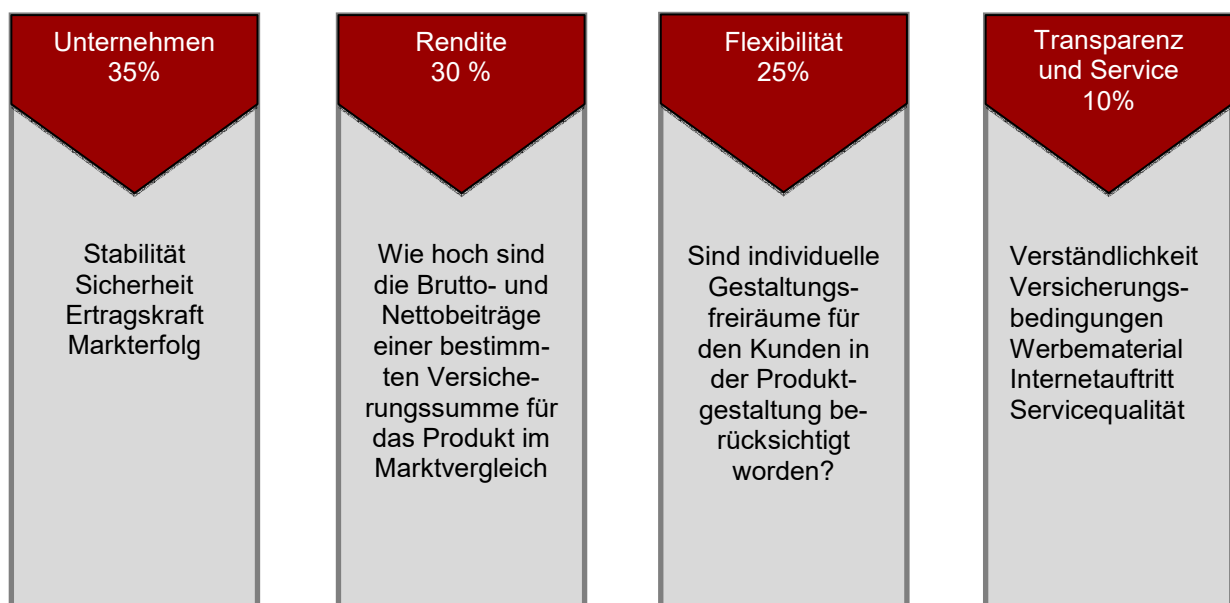 Unternehmen
35%
Stabilität
Sicherheit
Ertragskraft
Markterfolg
Rendite
30 %
Wie hoch sind
die Brutto- und
Nettobeiträge
einer bestimm-
ten Versiche-
rungssumme für
das Produkt im
Marktvergleich
Flexibilität
25%
Sind individuelle
Gestaltungs-
freiräume für
den Kunden in
der Produkt-
gestaltung be-
rücksichtigt
worden?
Transparenz
und Service
10%
Verständlichkeit
Versicherungs-
bedingungen
Werbematerial
Internetauftritt
Servicequalität